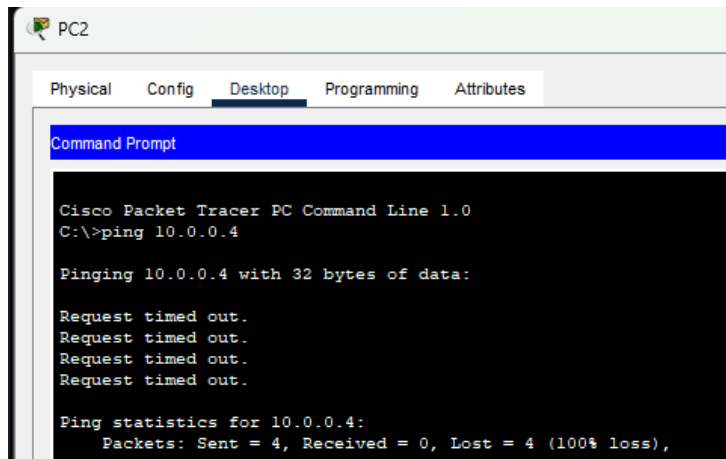 PC2
Physical Config Desktop Programming Attributes
Command Prompt
Cisco Packet Tracer PC Command Line 1.0
C:\>ping 10.0.0.4
Pinging 10.0.0.4 with 32 bytes of data:
Request timed out.
Request timed out.
Request timed out.
Request timed out.
Ping statistics for 10.0.0.4:
Packets: Sent = 4, Received = 0, Lost = 4 (100% loss),